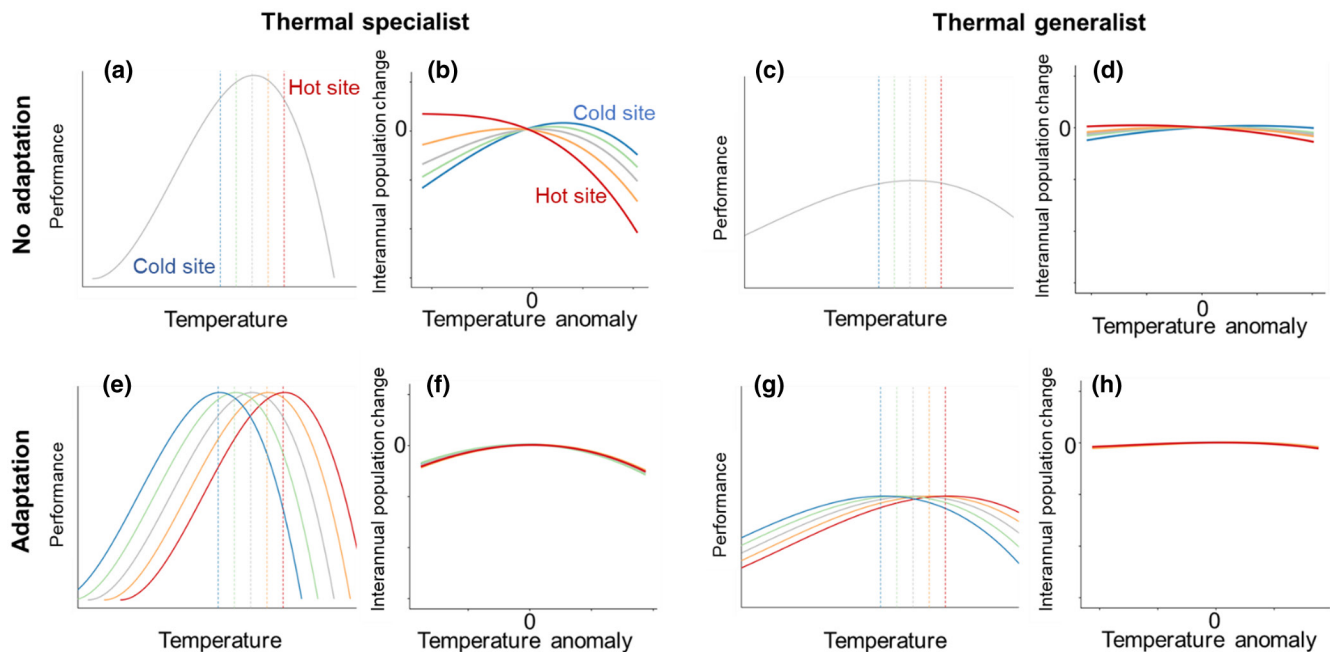 Thermal specialist
Thermal generalist
No adaptation
(a)
Performance
Hot site
Cold site
Temperature
(b)
Interannual population change
0
Cold site
Hot site
0
Temperature anomaly
(c)
Performance
Temperature
(d)
Interannual population change
0
0
Temperature anomaly
Adaptation
(e)
Performance
Temperature
(f)
Interannual population change
0
0
Temperature anomaly
(g)
Performance
Temperature
(h)
Interannual population change
0
0
Temperature anomaly